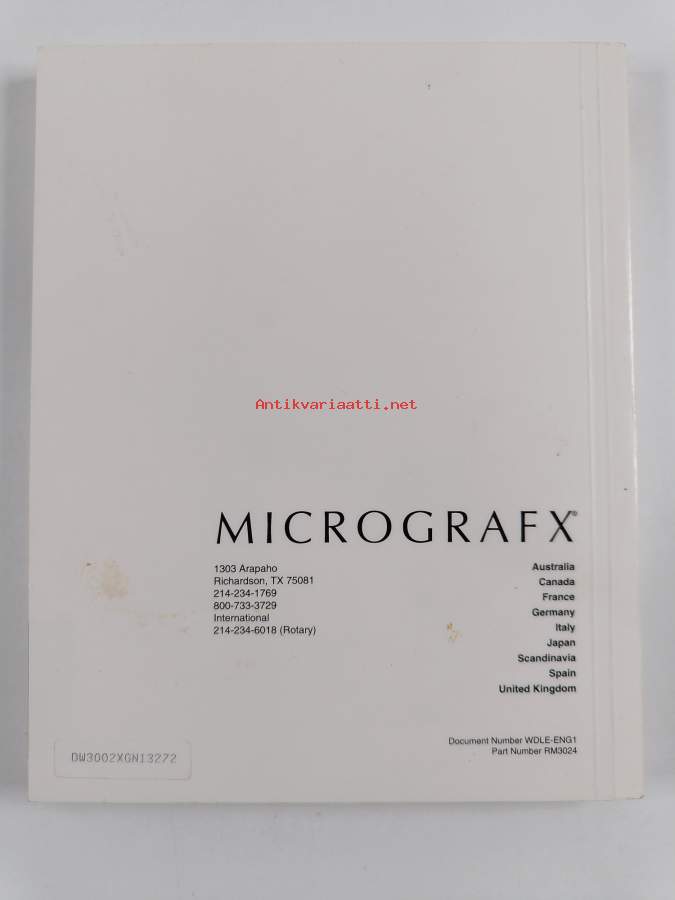 Antikvariaatti.net
MICROGRAFX®
1303 Arapaho
Richardson, TX 75081
214-234-1769
800-733-3729
International
214-234-6018 (Rotary)
Australia
Canada
France
Germany
Italy
Japan
Scandinavia
Spain
United Kingdom
Document Number WDLE-ENG1
Part Number RM3024
DW3002XGN13272